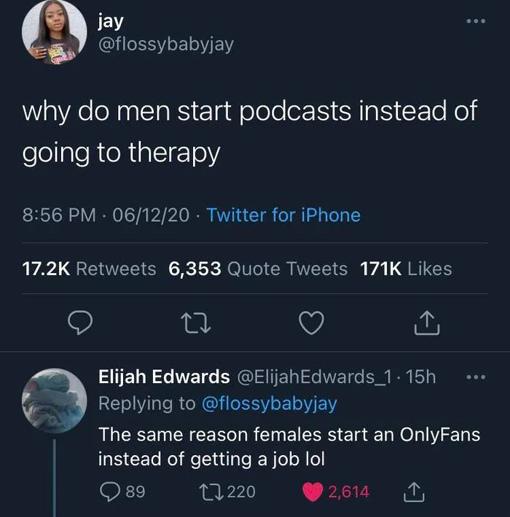 jay
@flossybabyjay
why do men start podcasts instead of
going to therapy
8:56 PM · 06/12/20 · Twitter for iPhone
17.2K Retweets 6,353 Quote Tweets 171K Likes
Elijah Edwards @ElijahEdwards_1 · 15h
Replying to @flossybabyjay
The same reason females start an OnlyFans
instead of getting a job lol
89 220 2,614